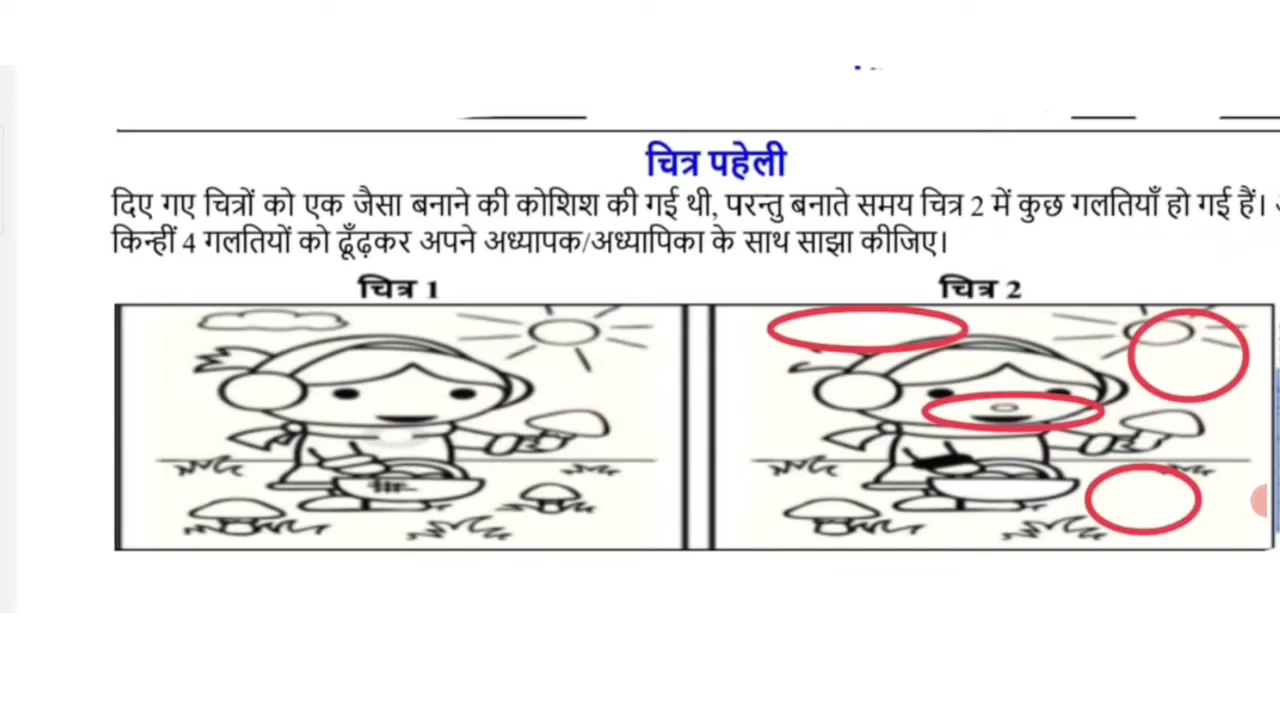 चित्र पहेली
दिए गए चित्रों को एक जैसा बनाने की कोशिश की गई थी, परन्तु बनाते समय चित्र 2 में कुछ गलतियाँ हो गई हैं।
किन्हीं 4 गलतियों को ढूँढ़कर अपने अध्यापक/अध्यापिका के साथ साझा कीजिए।
चित्र 1
चित्र 2